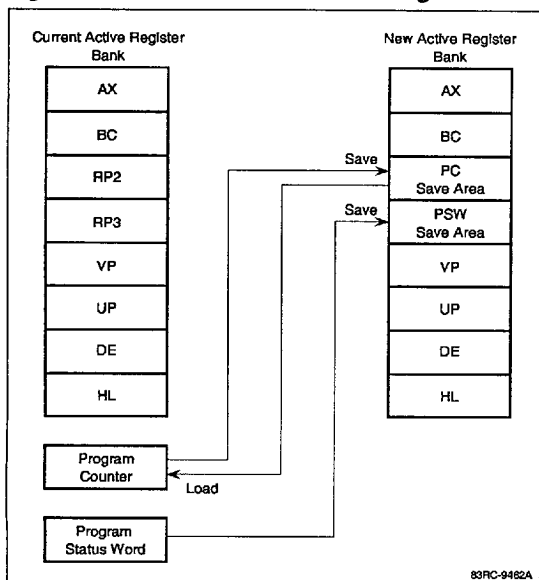 Current Active Register
Bank
AX
BC
RP2
RP3
VP
UP
DE
HL
Program
Counter
Program
Status Word
Save
Save
Load
New Active Register
Bank
AX
BC
PC
Save Area
PSW
Save Area
VP
UP
DE
HL
83RC-9462A